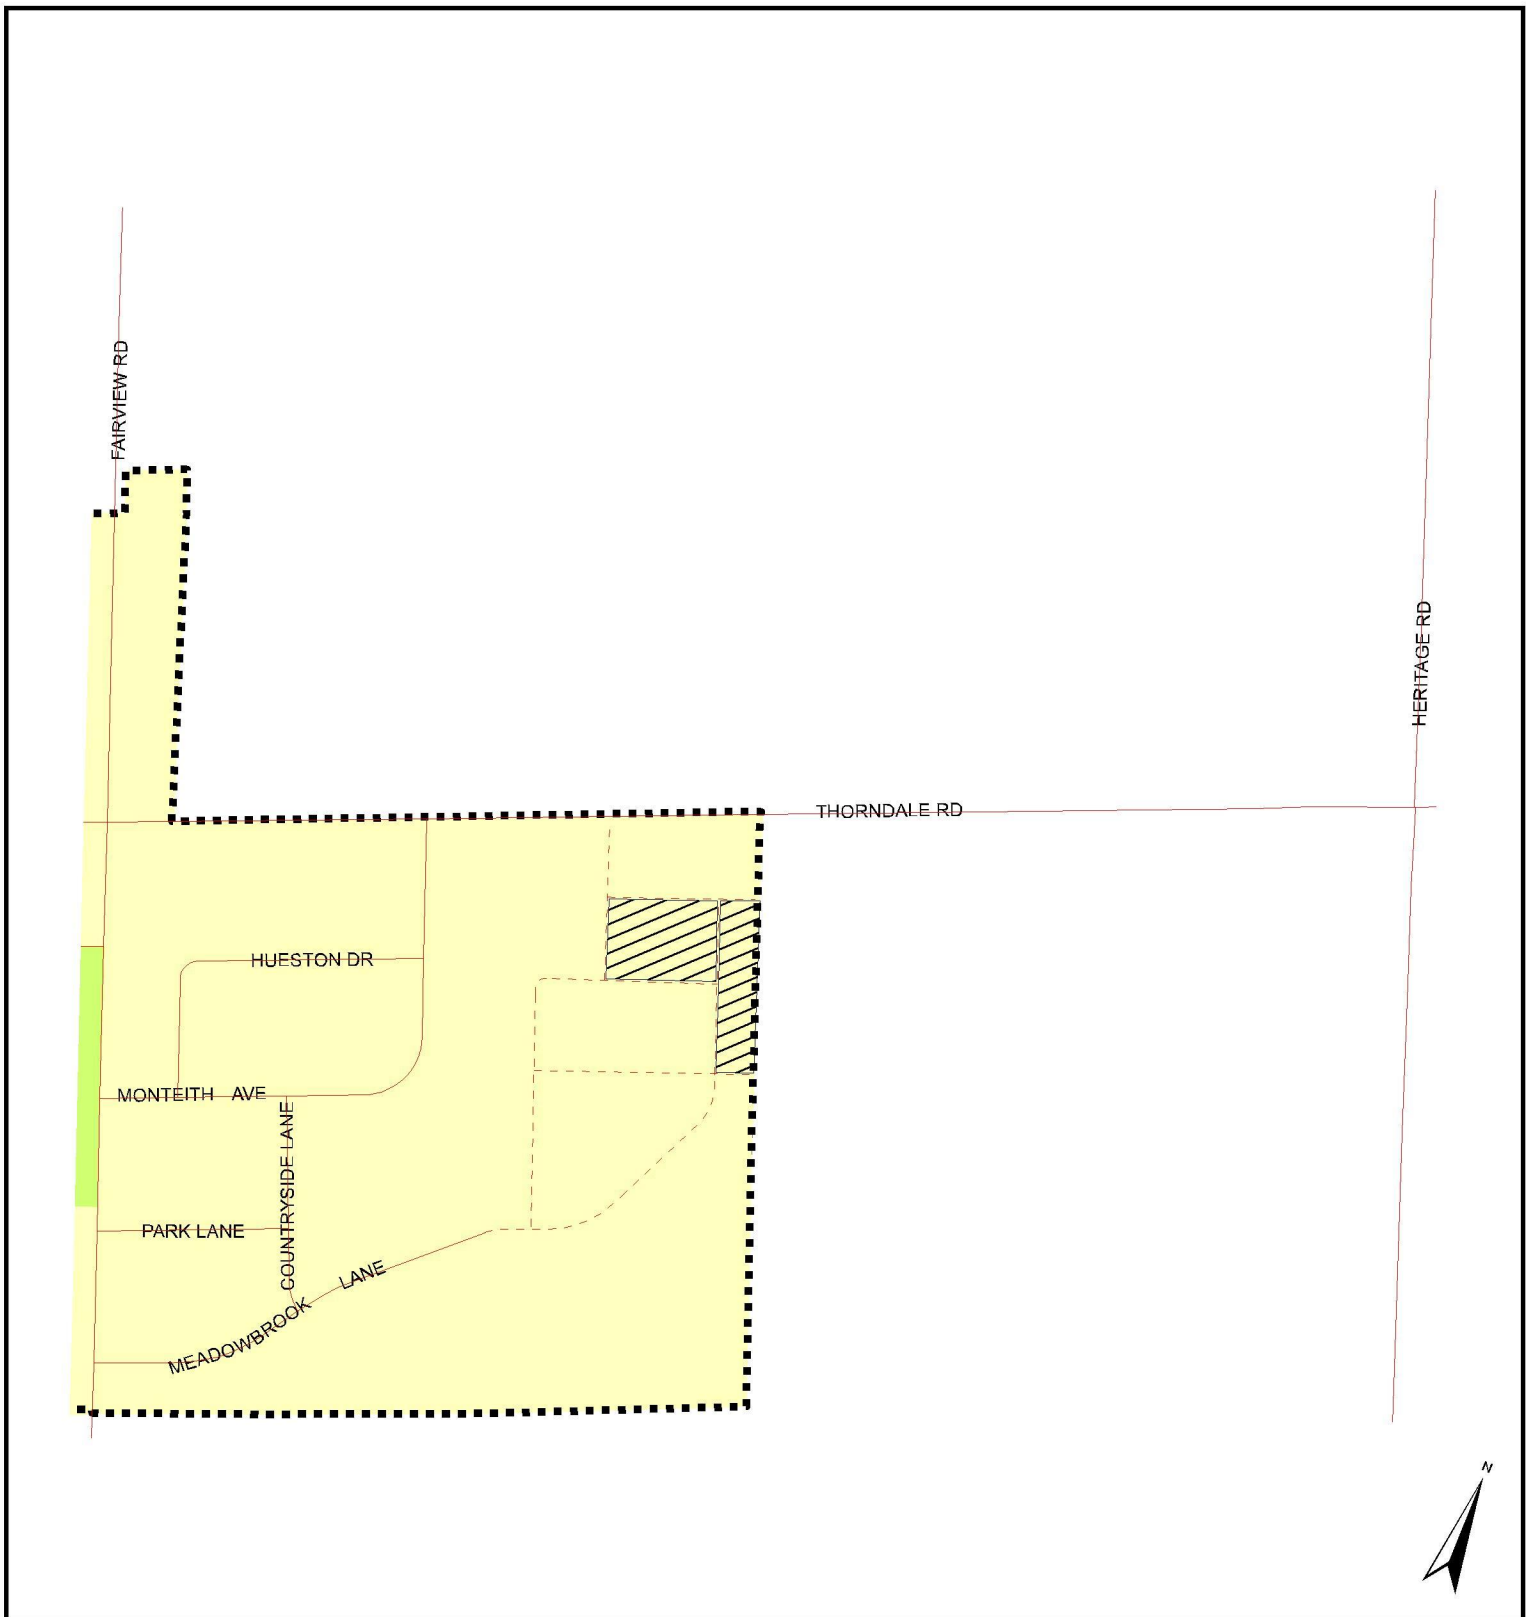 FAIRVIEW RD
HERITAGE RD
THORNDALE RD
HUESTON DR
MONTEITH AVE
COUNTRYSIDE LANE
PARK LANE
MEADOWBROOK LANE
N